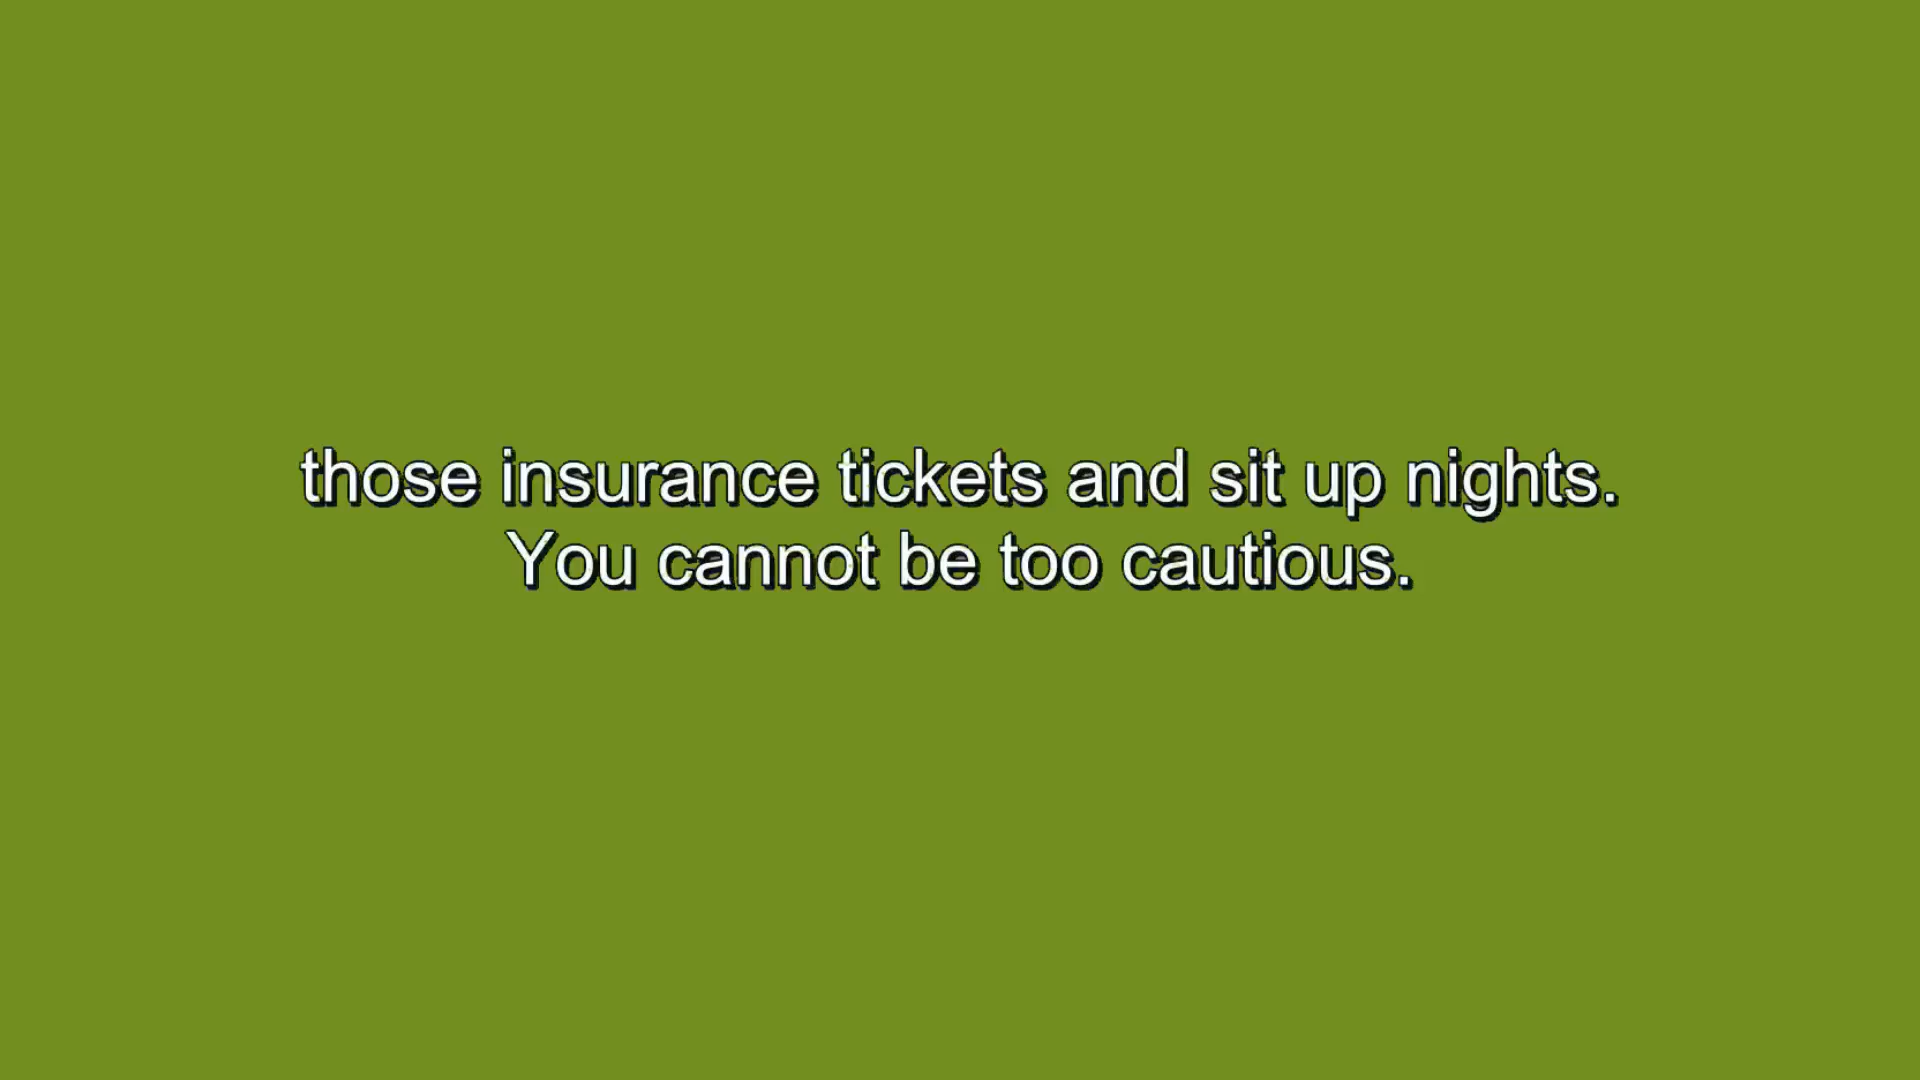 those insurance tickets and sit up nights.
You cannot be too cautious.